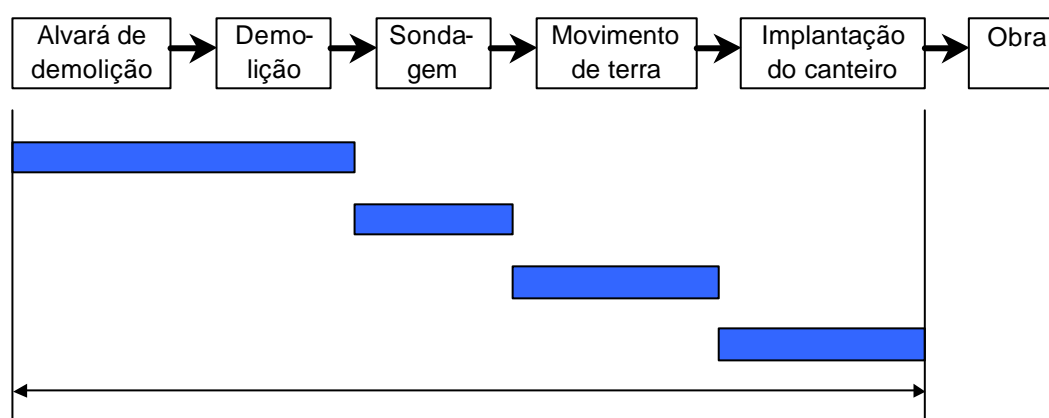 Alvará de
demolição
Demo-
lição
Sonda-
gem
Movimento
de terra
Implantação
do canteiro
Obra